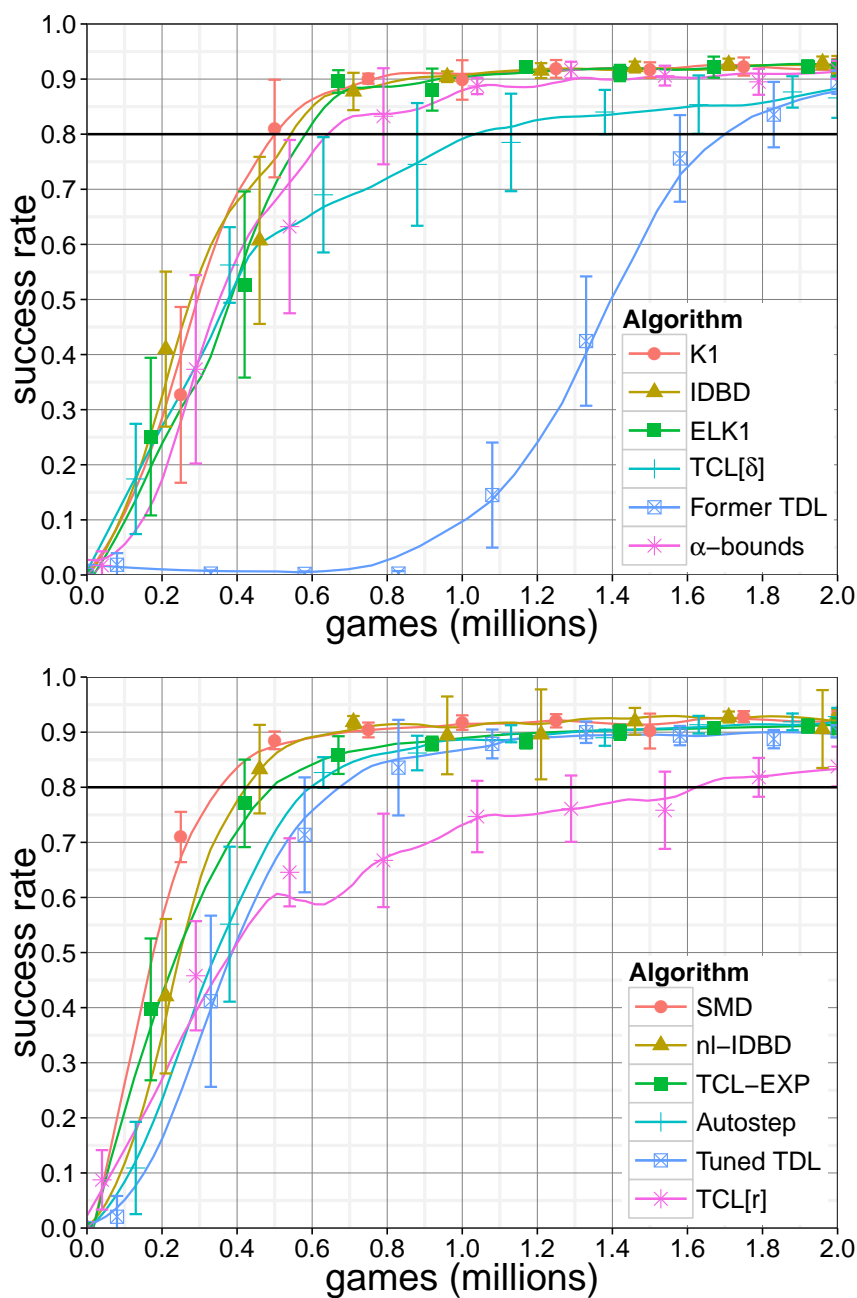 1.0
0.9
0.8
0.7
0.6
0.5
0.4
0.3
0.2
0.1
0.0
success rate
Algorithm
K1
IDBD
ELK1
TCL[δ]
Former TDL
α−bounds
0.0 0.2 0.4 0.6 0.8 1.0 1.2 1.4 1.6 1.8 2.0
games (millions)
1.0
0.9
0.8
0.7
0.6
0.5
0.4
0.3
0.2
0.1
0.0
success rate
Algorithm
SMD
nl−IDBD
TCL−EXP
Autostep
Tuned TDL
TCL[r]
0.0 0.2 0.4 0.6 0.8 1.0 1.2 1.4 1.6 1.8 2.0
games (millions)